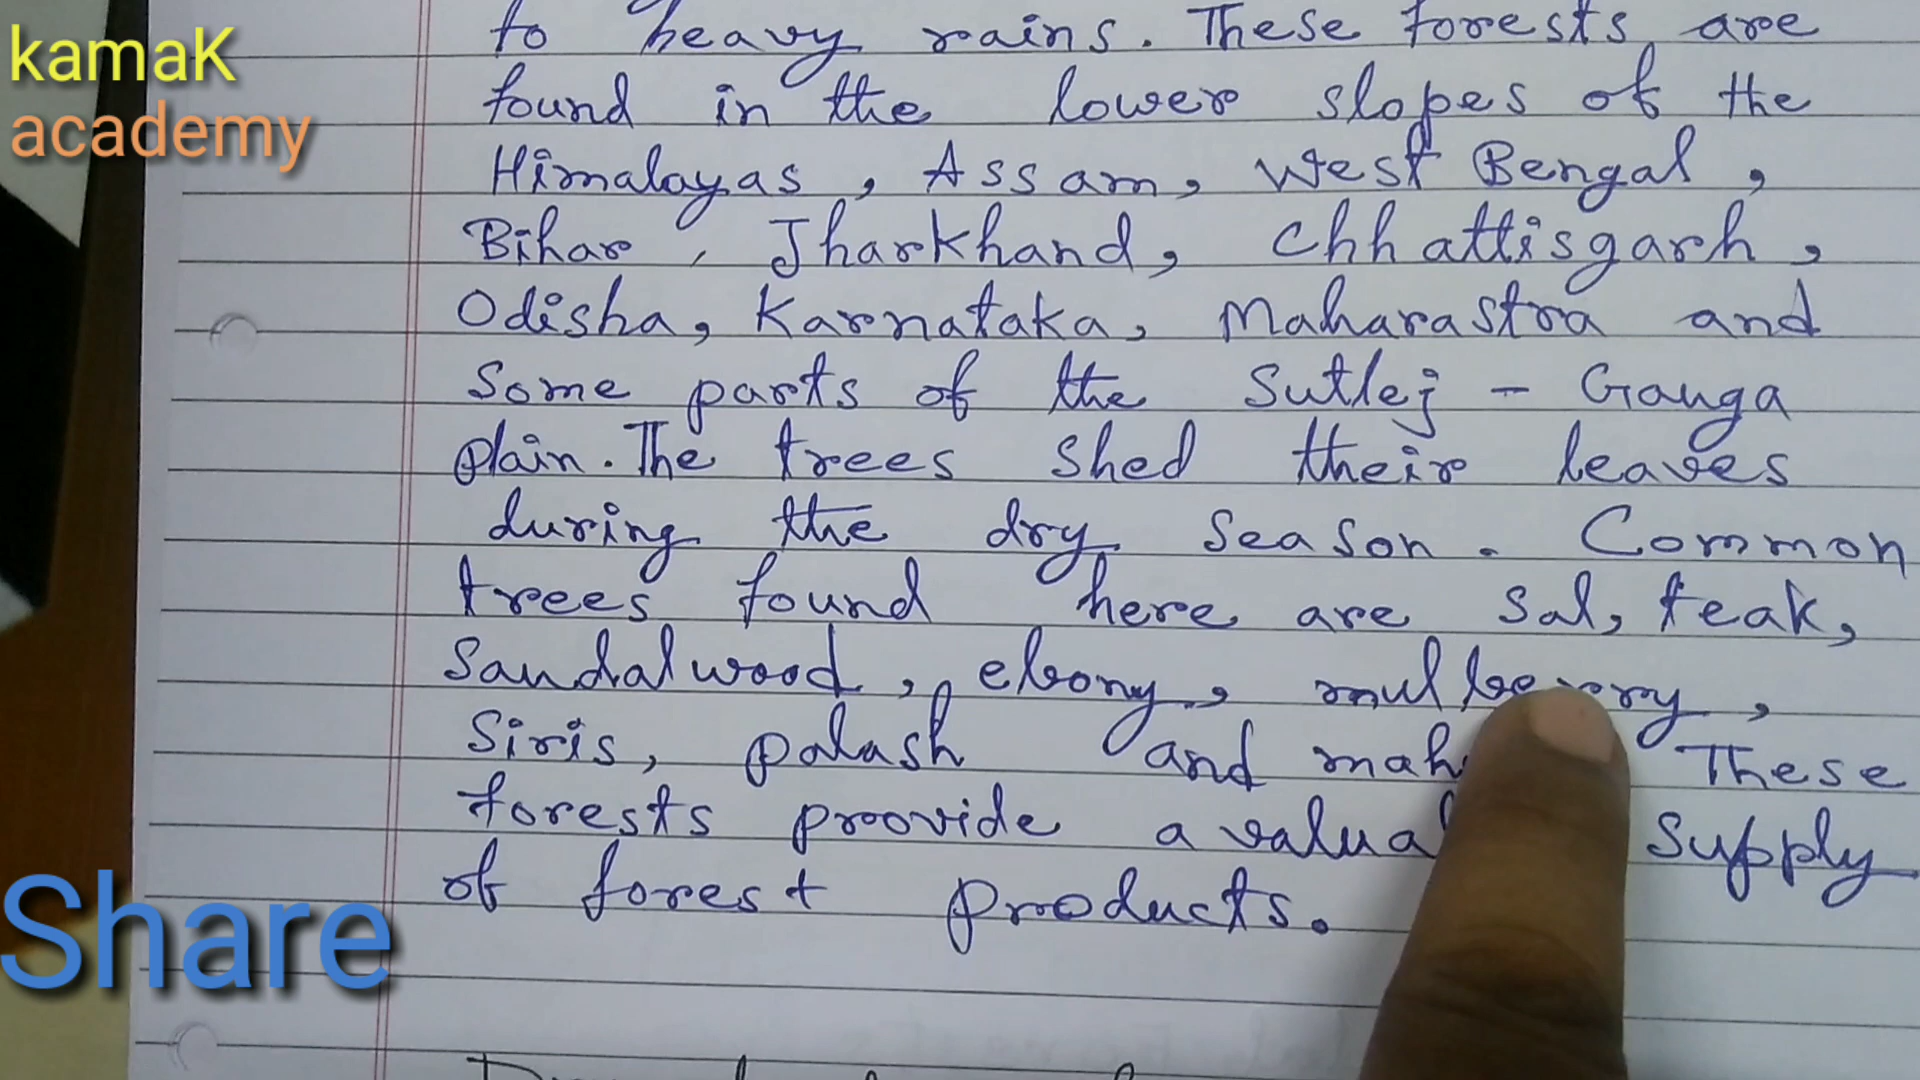 kamaK
academy
to heavy rains. These forests are
found in the lower slopes of the
Himalayas, Assam, West Bengal,
Bihar, Jharkhand, Chhattisgarh,
Odisha, Karnataka, Maharastra and
Some parts of the Sutlej - Ganga
plain. The trees shed their leaves
during the dry season. Common
trees found here are Sal, teak,
Sandalwood, ebony, mulberry,
Siris, palash and These
forests provide a supply
of forest products.
Share